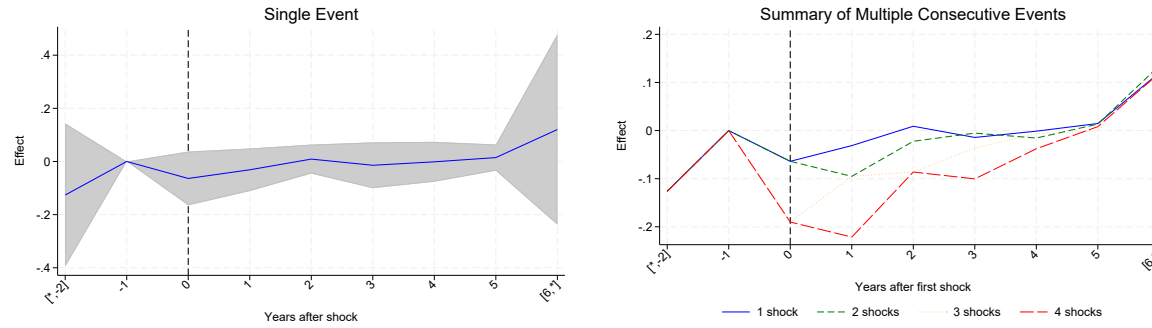 Single Event
.4
.2
0
-.2
-.4
Effect
[*,-2]
-1
0
1
2
3
4
5
[6,*]
Years after shock
Summary of Multiple Consecutive Events
.2
.1
0
-.1
-.2
Effect
[*,-2]
-1
0
1
2
3
4
5
Years after first shock
1 shock
2 shocks
3 shocks
4 shocks